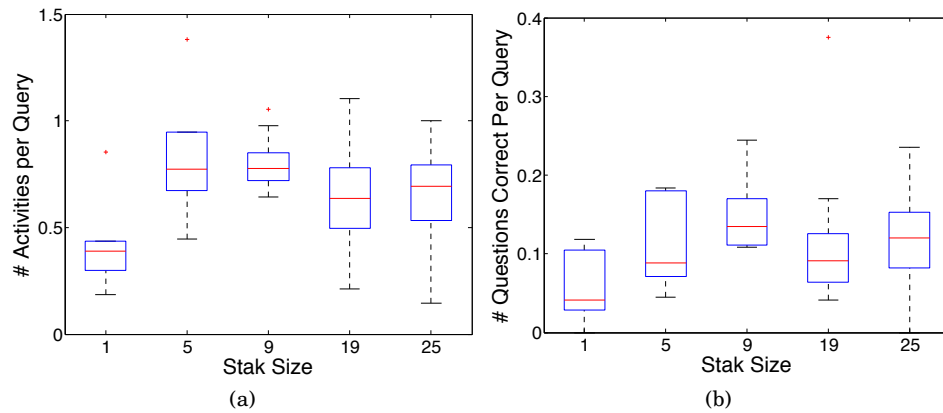 # Activities per Query
1.5
1
0.5
0
1 5 9 19 25
Stak Size
(a)
# Questions Correct Per Query
0.4
0.3
0.2
0.1
0
1 5 9 19 25
Stak Size
(b)